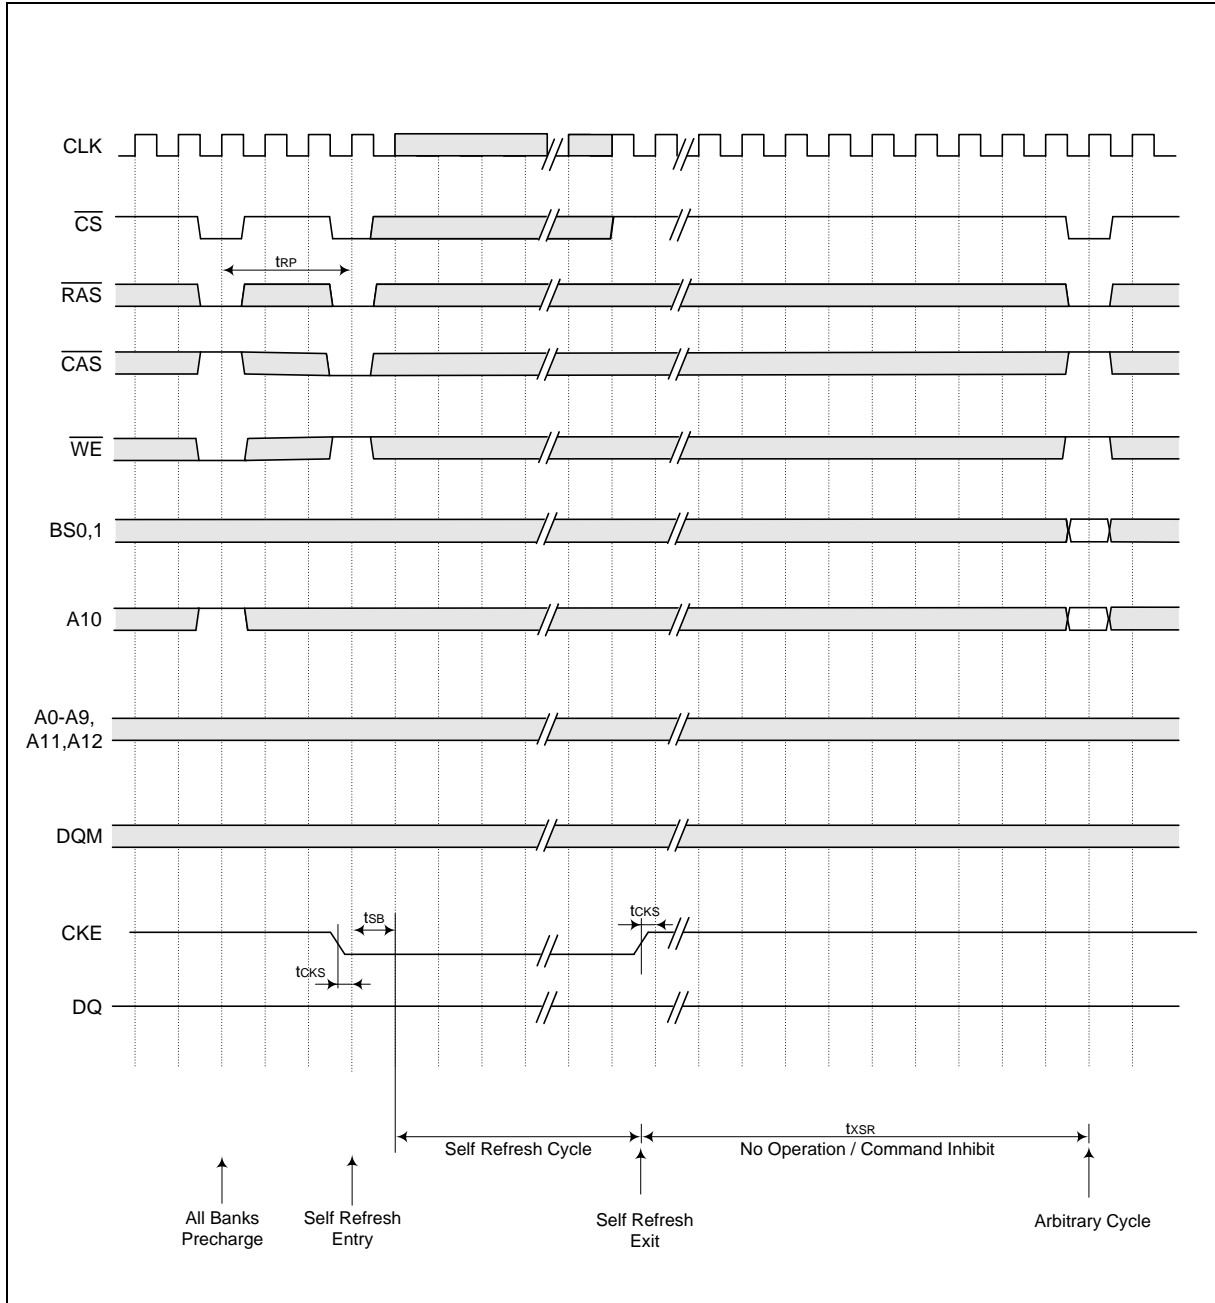 CLK
CS
tRP
RAS
CAS
WE
BS0,1
A10
A0-A9,
A11,A12
DQM
tSB
tCKS
CKE
tCKS
DQ
tXSR
Self Refresh Cycle
No Operation / Command Inhibit
All Banks
Precharge
Self Refresh
Entry
Self Refresh
Exit
Arbitrary Cycle